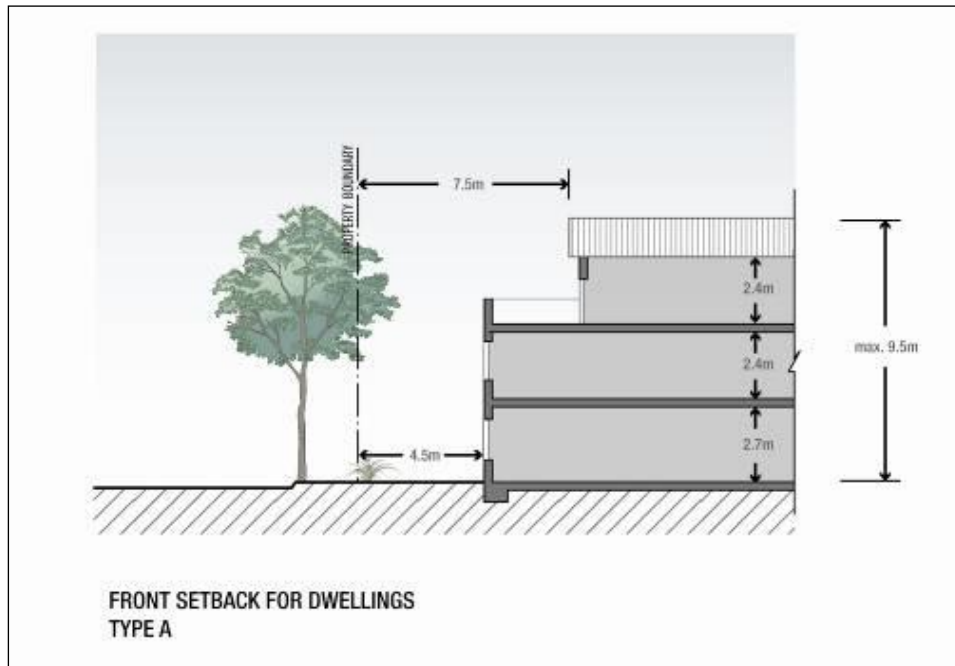 PROPERTY BOUNDARY
7.5m
2.4m
2.4m
max. 9.5m
2.7m
4.5m
FRONT SETBACK FOR DWELLINGS
TYPE A